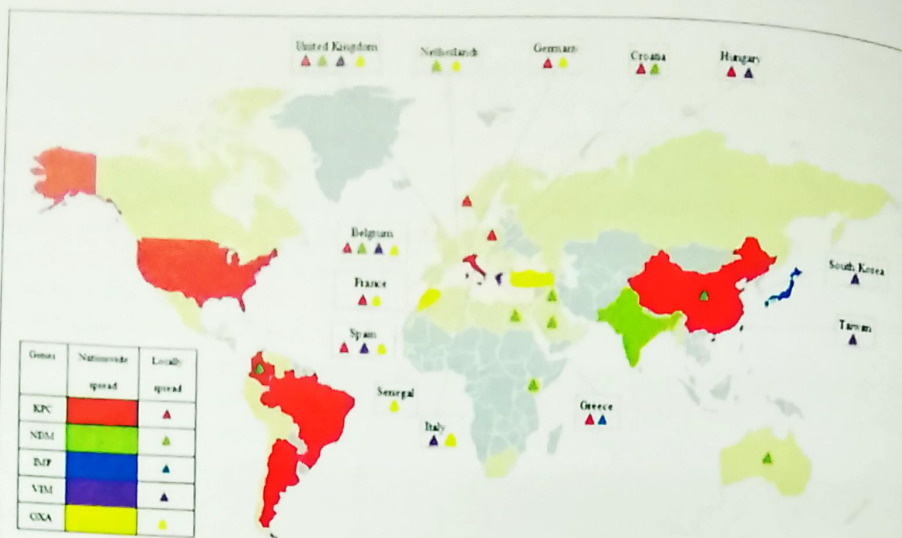 United Kingdom
Netherlands
Germany
Croatia
Hungary
Belgium
France
Spain
Senegal
Italy
Greece
South Korea
Taiwan
Genes Nationwide spread Locally spread
KPC
NDM
IMP
VIM
OXA